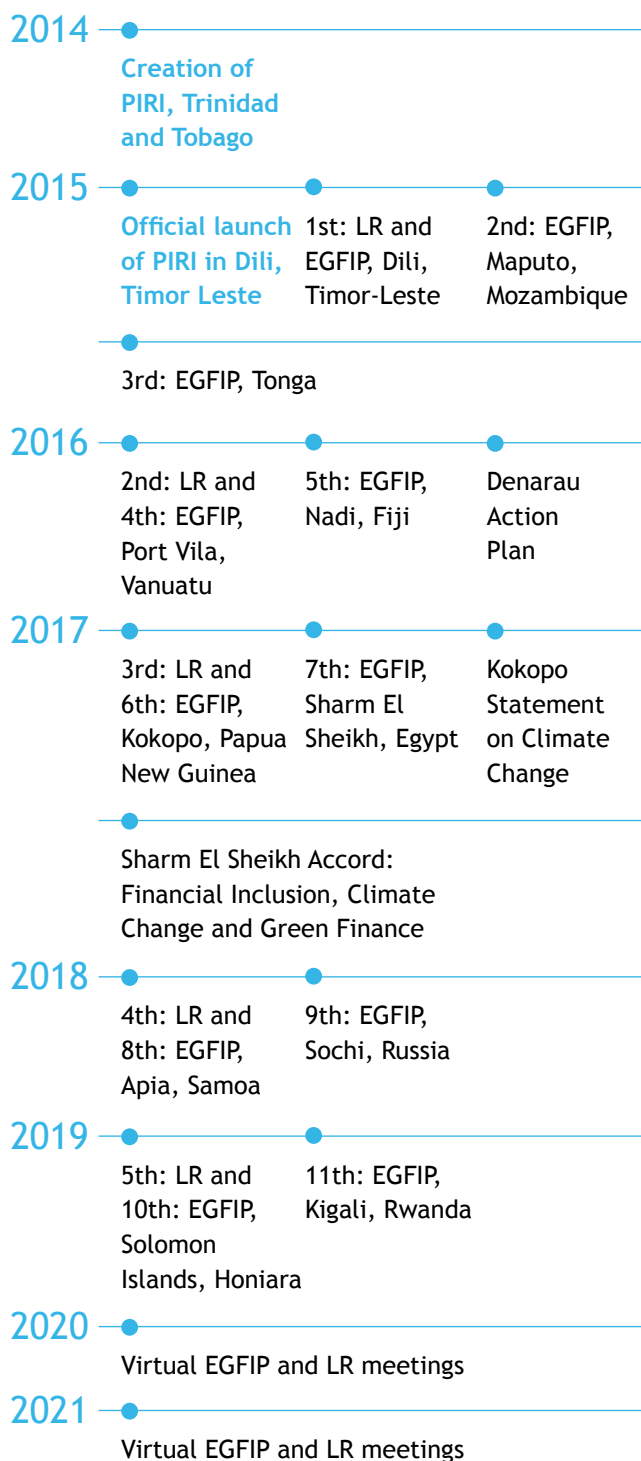 2014
Creation of
PIRI, Trinidad
and Tobago
2015
Official launch
of PIRI in Dili,
Timor Leste
1st: LR and
EGFIP, Dili,
Timor-Leste
2nd: EGFIP,
Maputo,
Mozambique
3rd: EGFIP, Tonga
2016
2nd: LR and
4th: EGFIP,
Port Vila,
Vanuatu
5th: EGFIP,
Nadi, Fiji
Denarau
Action
Plan
2017
3rd: LR and
6th: EGFIP,
Kokopo, Papua
New Guinea
7th: EGFIP,
Sharm El
Sheikh, Egypt
Kokopo
Statement
on Climate
Change
Sharm El Sheikh Accord:
Financial Inclusion, Climate
Change and Green Finance
2018
4th: LR and
8th: EGFIP,
Apia, Samoa
9th: EGFIP,
Sochi, Russia
2019
5th: LR and
10th: EGFIP,
Solomon
Islands, Honiara
11th: EGFIP,
Kigali, Rwanda
2020
Virtual EGFIP and LR meetings
2021
Virtual EGFIP and LR meetings